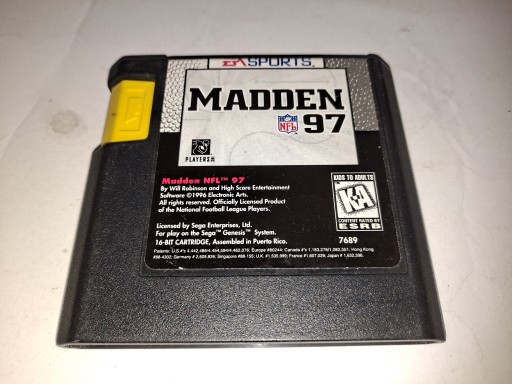 EA SPORTS
MADDEN
NFL 97
PLAYERS
Madden NFL™ 97
KIDS TO ADULTS
By Will Robinson and High Score Entertainment
Software ©1996 Electronic Arts.
All rights reserved. Officially Licensed Product
of the National Football League Players.
K-A
CONTENT RATED BY
ESRB
Licensed by Sega Enterprises, Ltd.
For play on the Sega™ Genesis™ System.
16-BIT CARTRIDGE, Assembled in Puerto Rico.
7689